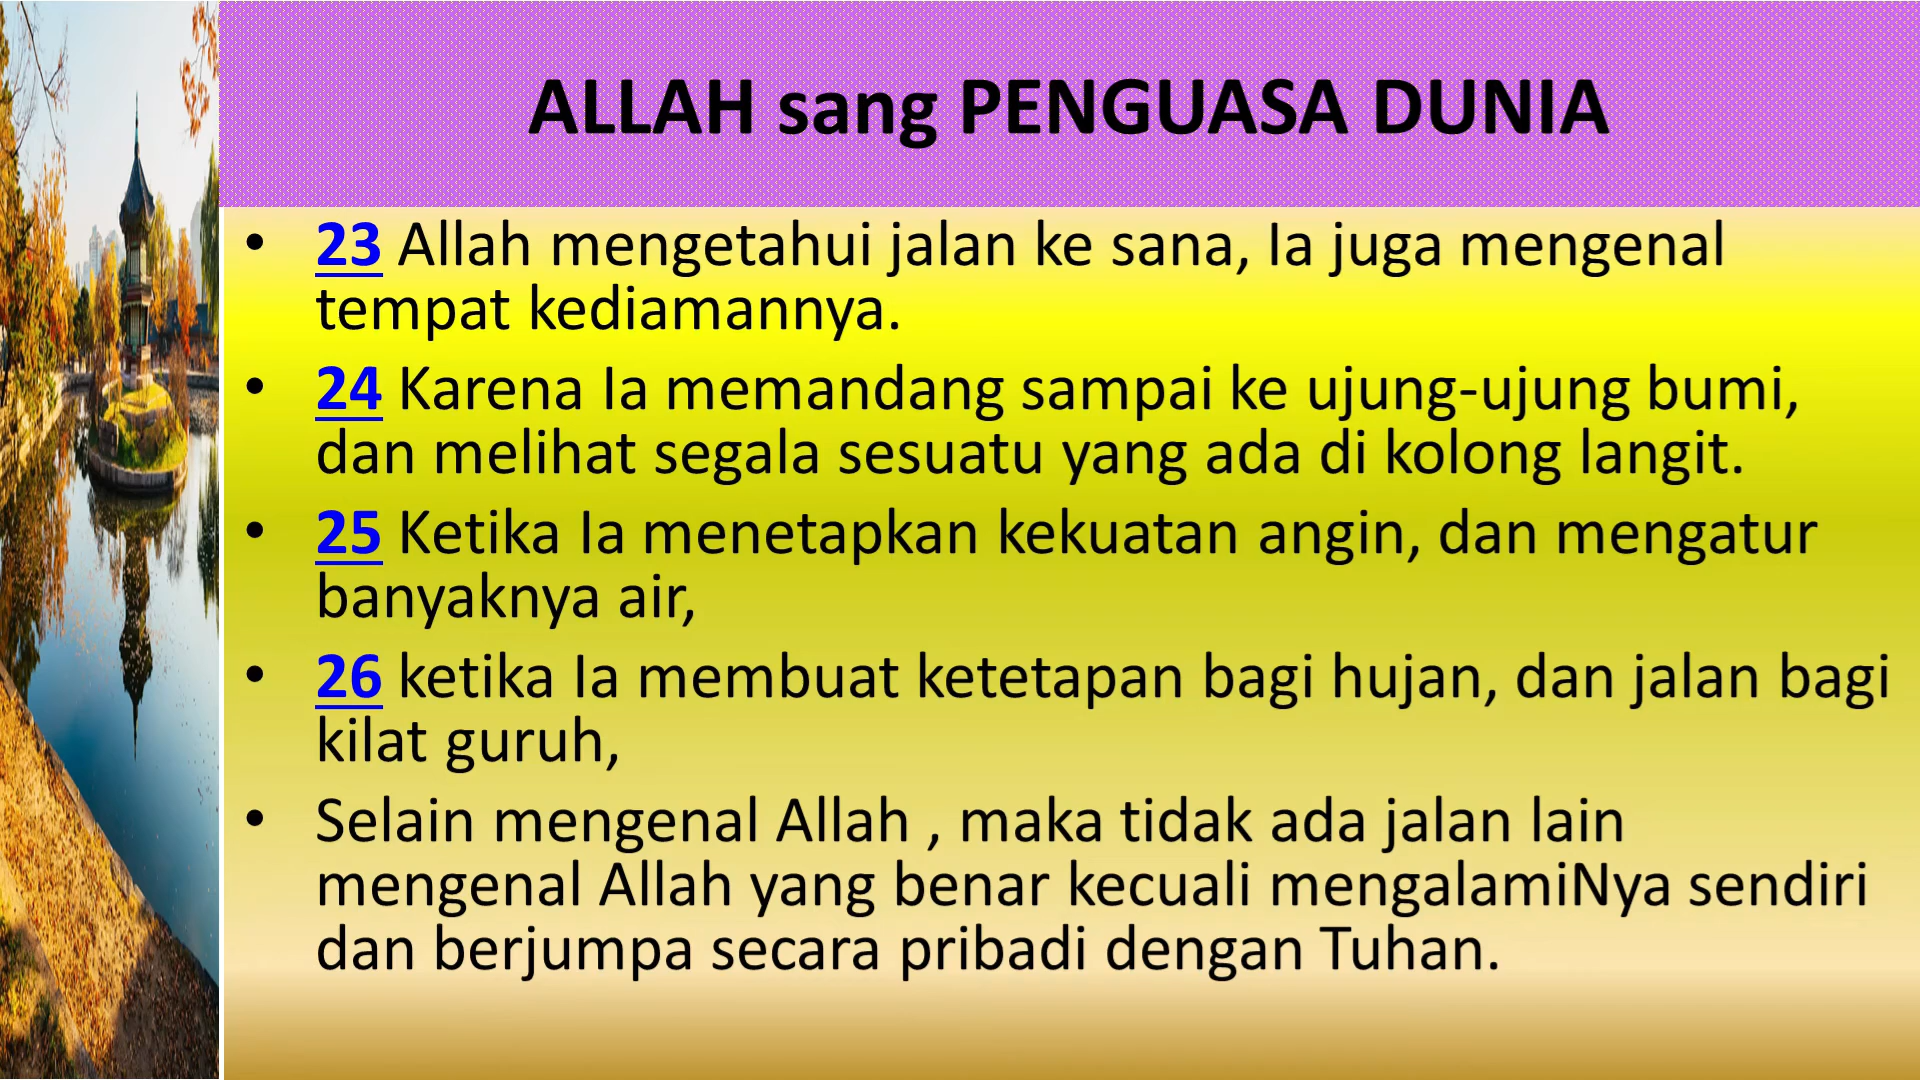 ALLAH sang PENGUASA DUNIA
• 23 Allah mengetahui jalan ke sana, Ia juga mengenal
tempat kediamannya.
• 24 Karena Ia memandang sampai ke ujung-ujung bumi,
dan melihat segala sesuatu yang ada di kolong langit.
• 25 Ketika Ia menetapkan kekuatan angin, dan mengatur
banyaknya air,
• 26 ketika Ia membuat ketetapan bagi hujan, dan jalan bagi
kilat guruh,
• Selain mengenal Allah , maka tidak ada jalan lain
mengenal Allah yang benar kecuali mengalamiNya sendiri
dan berjumpa secara pribadi dengan Tuhan.